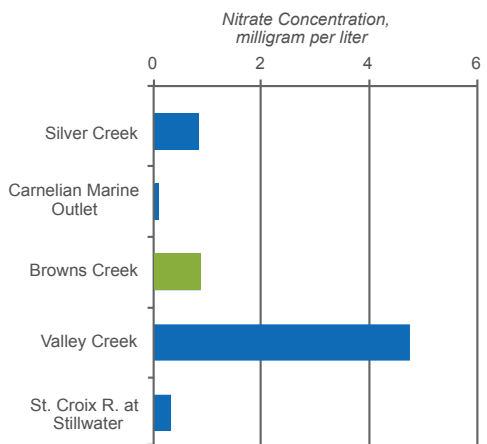 Nitrate Concentration,
milligram per liter
0 2 4 6
Silver Creek
Carnelian Marine
Outlet
Browns Creek
Valley Creek
St. Croix R. at
Stillwater